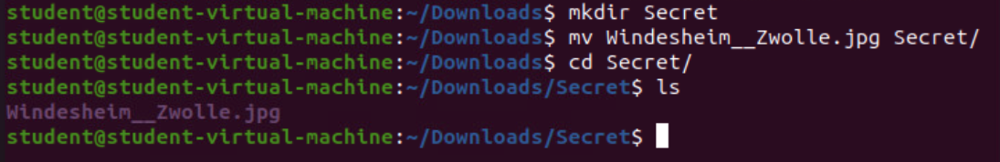 student@student-virtual-machine:~/Downloads$ mkdir Secret
student@student-virtual-machine:~/Downloads$ mv Windesheim__Zwolle.jpg Secret/
student@student-virtual-machine:~/Downloads$ cd Secret/
student@student-virtual-machine:~/Downloads/Secret$ ls
Windesheim__Zwolle.jpg
student@student-virtual-machine:~/Downloads/Secret$